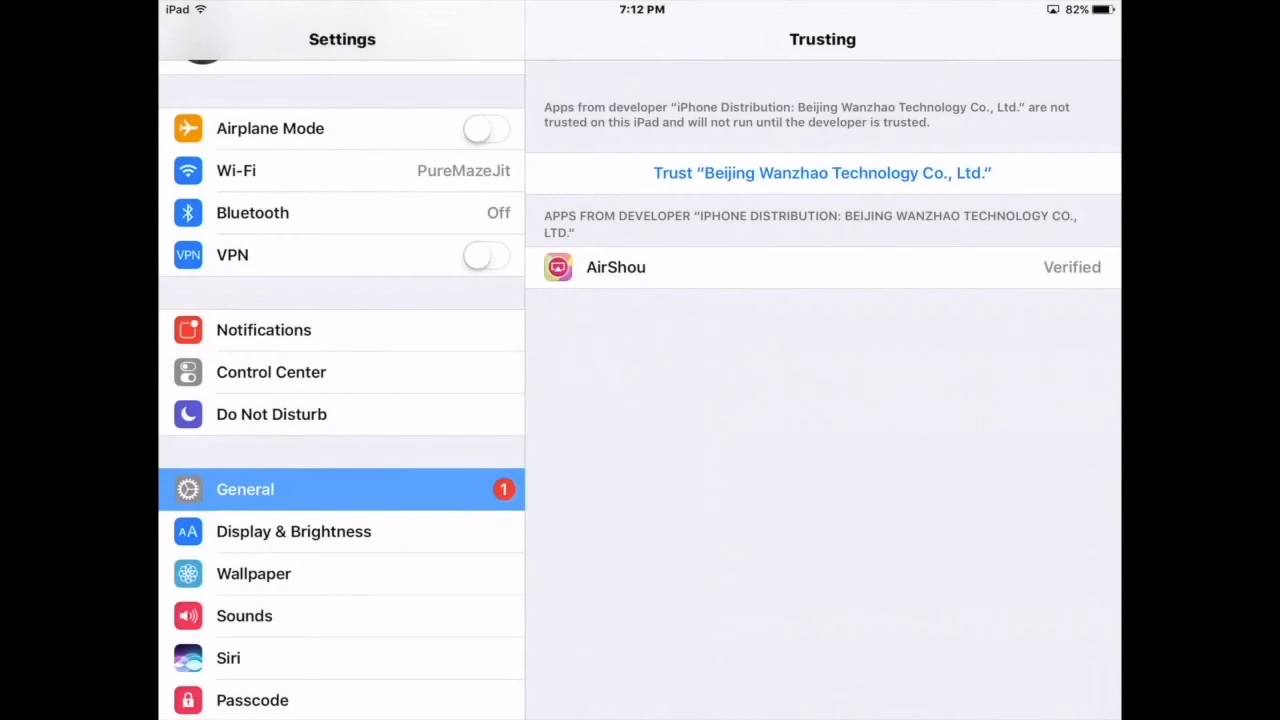 iPad
7:12 PM
82%
Settings
Airplane Mode
Wi-Fi
PureMazeJit
Bluetooth
Off
VPN
VPN
Notifications
Control Center
Do Not Disturb
General
1
AA
Display & Brightness
Wallpaper
Sounds
Siri
Passcode
Trusting
Apps from developer “iPhone Distribution: Beijing Wanzhao Technology Co., Ltd.” are not
trusted on this iPad and will not run until the developer is trusted.
Trust “Beijing Wanzhao Technology Co., Ltd.”
APPS FROM DEVELOPER “IPHONE DISTRIBUTION: BEIJING WANZHAO TECHNOLOGY CO.,
LTD.”
AirShou
Verified